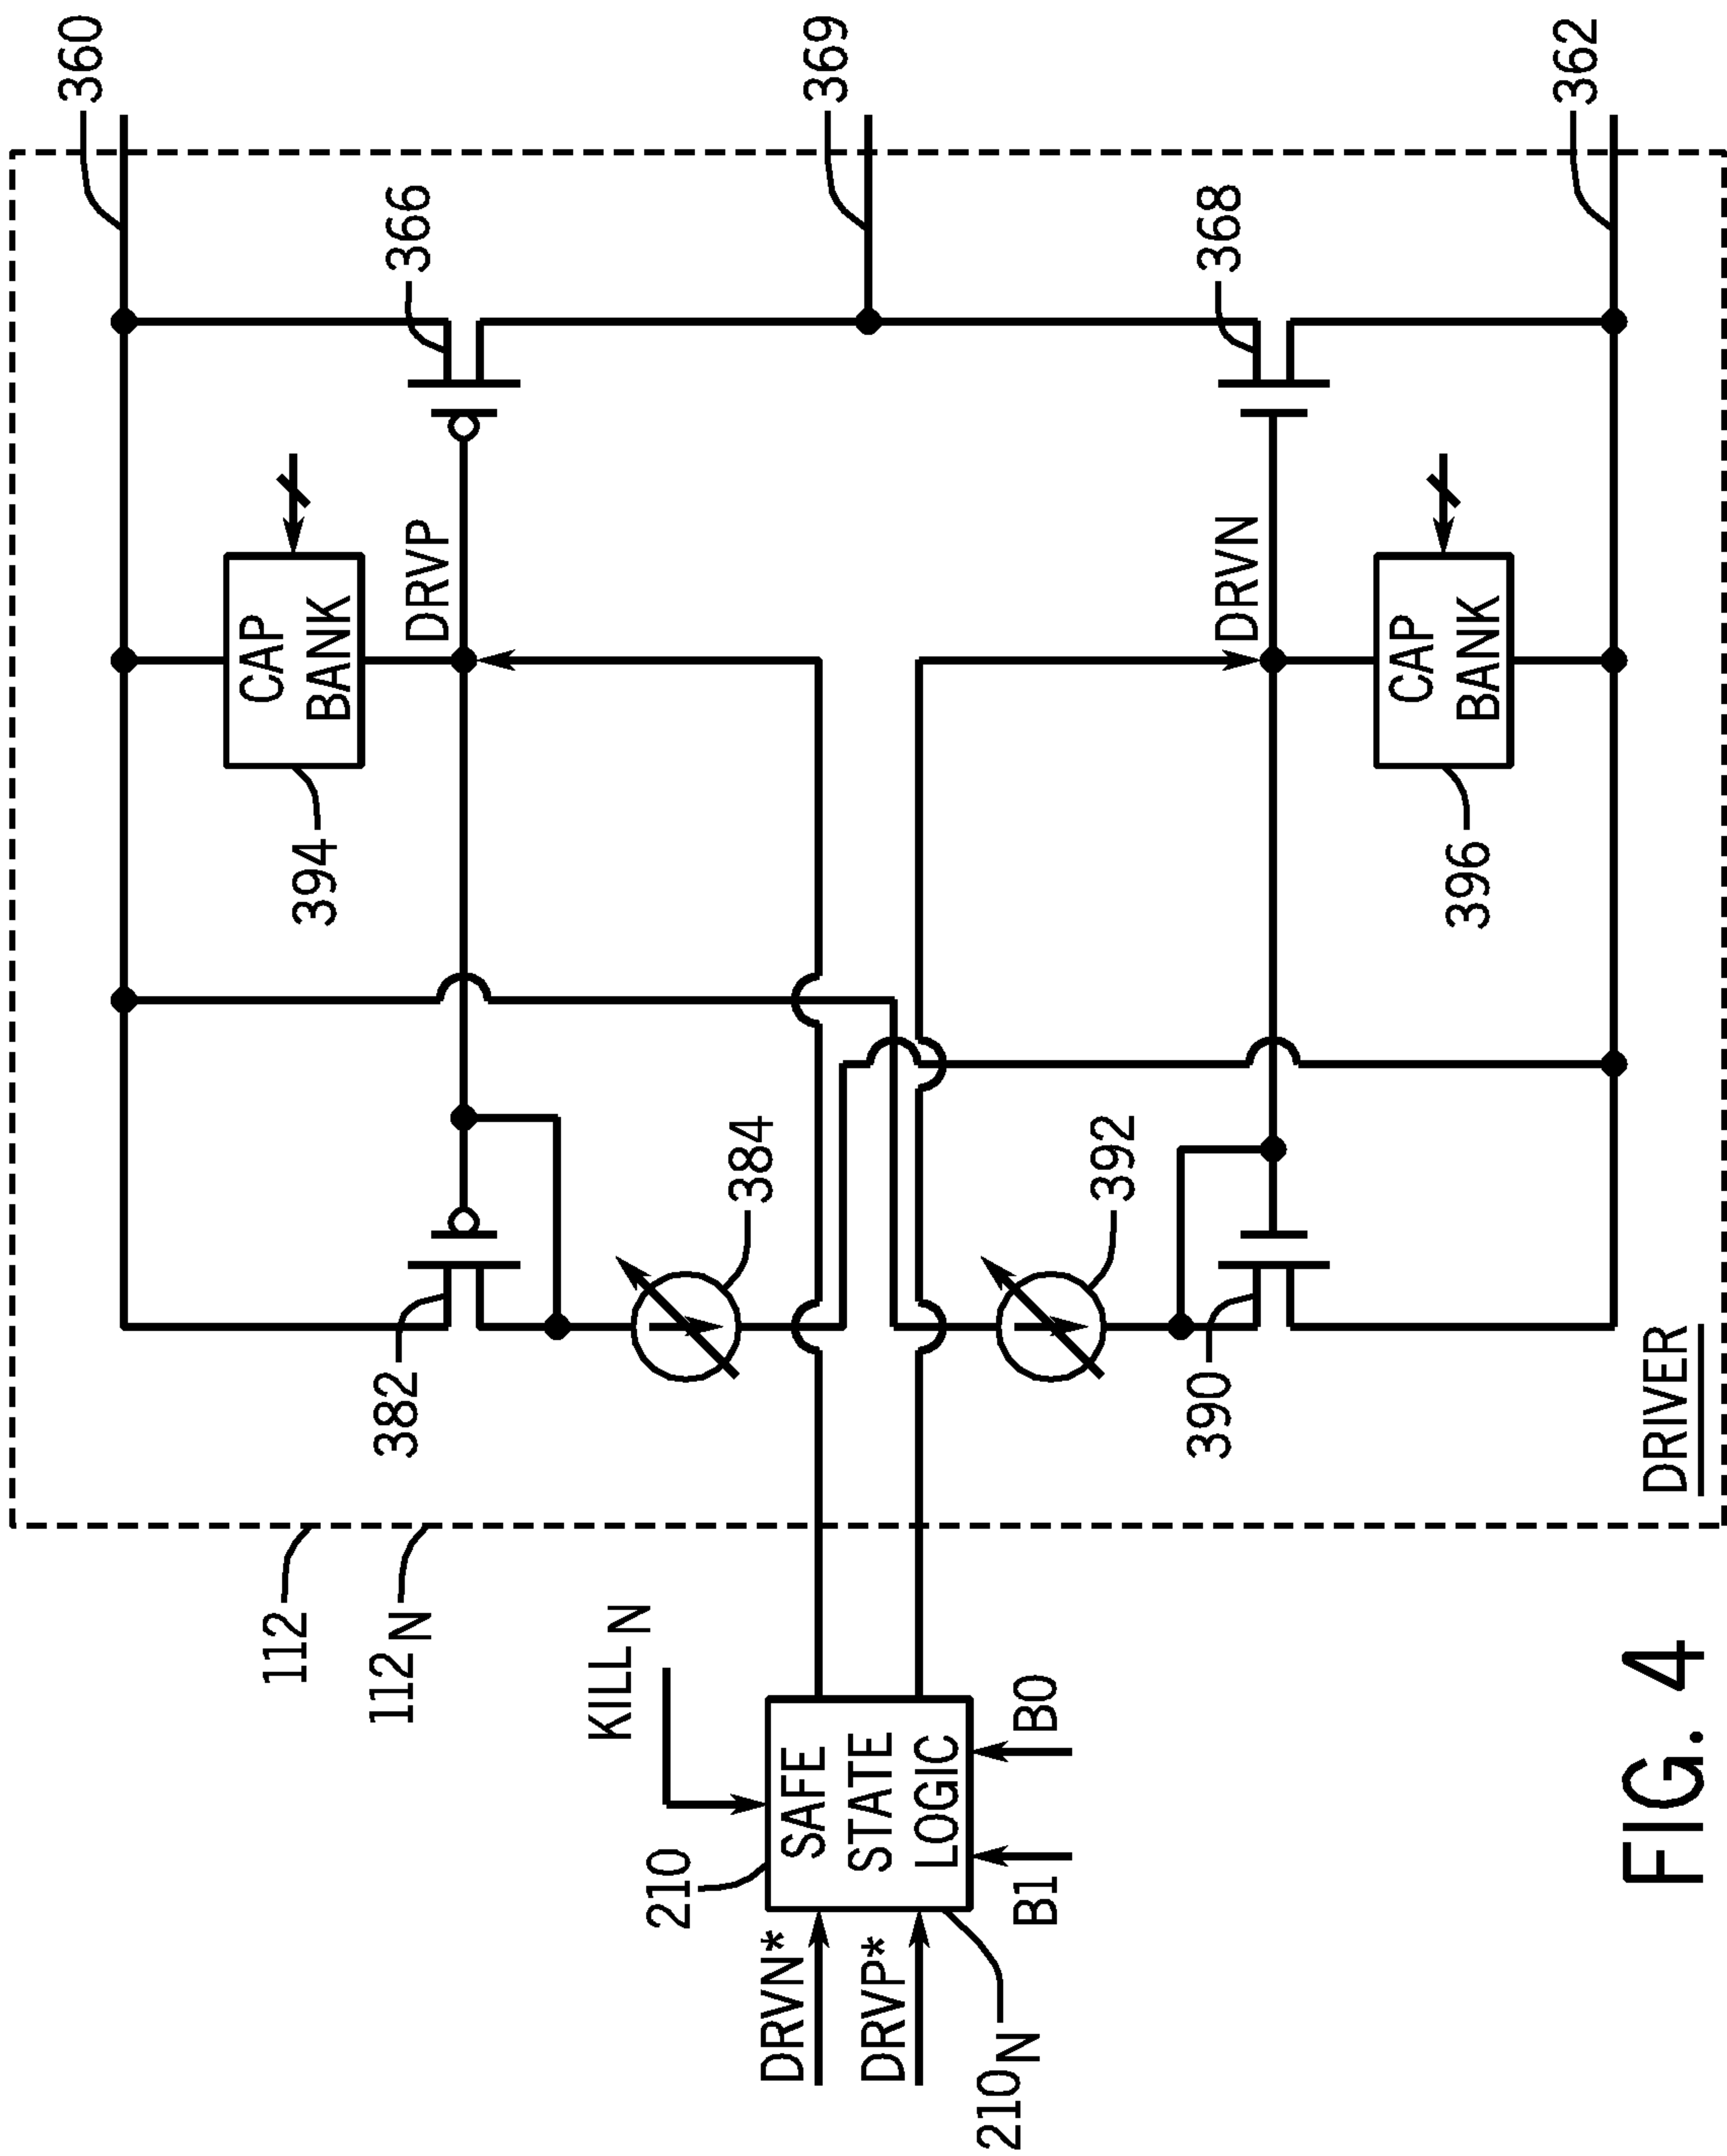 360
366
CAP
BANK
394
DRVP
382
384
369
112
112N
KILLN
210
SAFE
STATE
LOGIC
DRVN*
DRVP*
210N
B1
B0
392
390
DRVN
368
CAP
BANK
396
362
DRIVER
FIG. 4